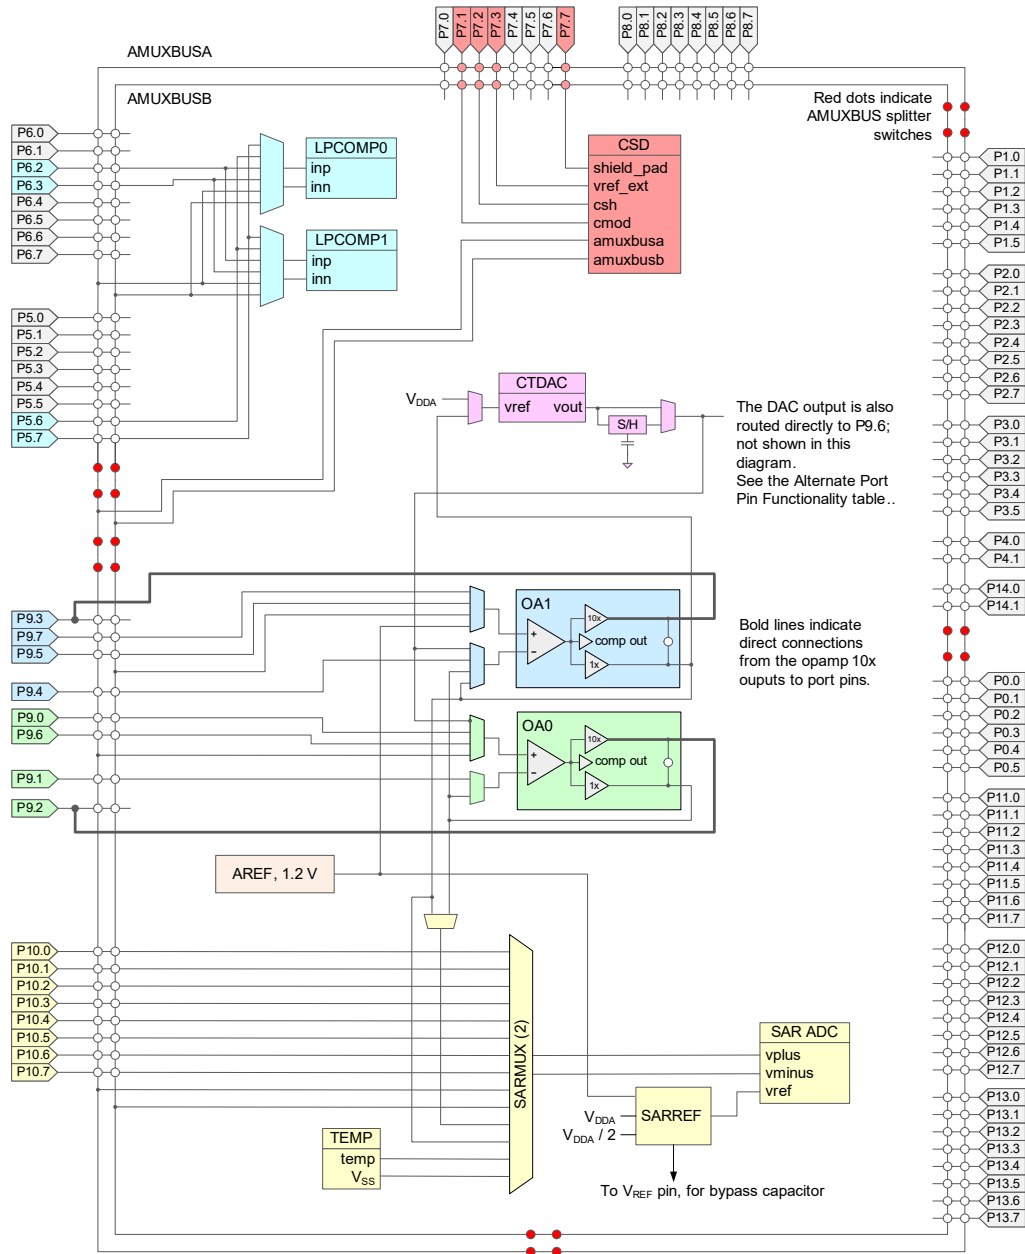 P7.0
P7.1
P7.2
P7.3
P7.4
P7.5
P7.6
P7.7
P8.0
P8.1
P8.2
P8.3
P8.4
P8.5
P8.6
P8.7
AMUXBUSA
AMUXBUSB
Red dots indicate
AMUXBUS splitter
switches
P6.0
P6.1
P6.2
P6.3
P6.4
P6.5
P6.6
P6.7
LPCOMP0
inp
inn
LPCOMP1
inp
inn
CSD
shield_pad
vref_ext
csh
cmod
amuxbusa
amuxbusb
P1.0
P1.1
P1.2
P1.3
P1.4
P1.5
P2.0
P2.1
P2.2
P2.3
P2.4
P2.5
P2.6
P2.7
P5.0
P5.1
P5.2
P5.3
P5.4
P5.5
P5.6
P5.7
VDDA
CTDAC
vref vout
S/H
The DAC output is also
routed directly to P9.6;
not shown in this
diagram.
See the Alternate Port
Pin Functionality table..
P3.0
P3.1
P3.2
P3.3
P3.4
P3.5
P4.0
P4.1
P14.0
P14.1
P9.3
P9.7
P9.5
P9.4
P9.0
P9.6
P9.1
P9.2
OA1
+
−
10x
comp out
1x
OA0
+
−
10x
comp out
1x
Bold lines indicate
direct connections
from the opamp 10x
ouputs to port pins.
P0.0
P0.1
P0.2
P0.3
P0.4
P0.5
P11.0
P11.1
P11.2
P11.3
P11.4
P11.5
P11.6
P11.7
AREF, 1.2 V
P10.0
P10.1
P10.2
P10.3
P10.4
P10.5
P10.6
P10.7
SARMUX (2)
SAR ADC
vplus
vminus
vref
SARREF
VDDA
VDDA / 2
TEMP
temp
VSS
To VREF pin, for bypass capacitor
P12.0
P12.1
P12.2
P12.3
P12.4
P12.5
P12.6
P12.7
P13.0
P13.1
P13.2
P13.3
P13.4
P13.5
P13.6
P13.7